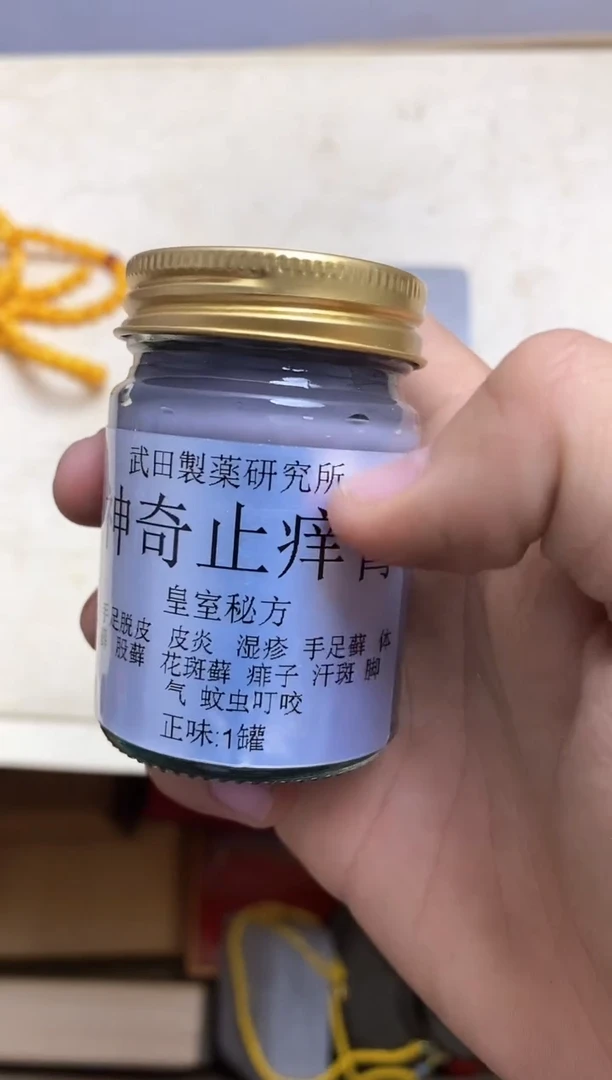 武田製薬研究所
神奇止痒膏
皇室秘方
手足脱皮 皮炎 湿疹 手足藓 体
藓 股藓 花斑藓 痱子 汗斑 脚
气 蚊虫叮咬
正味:1罐